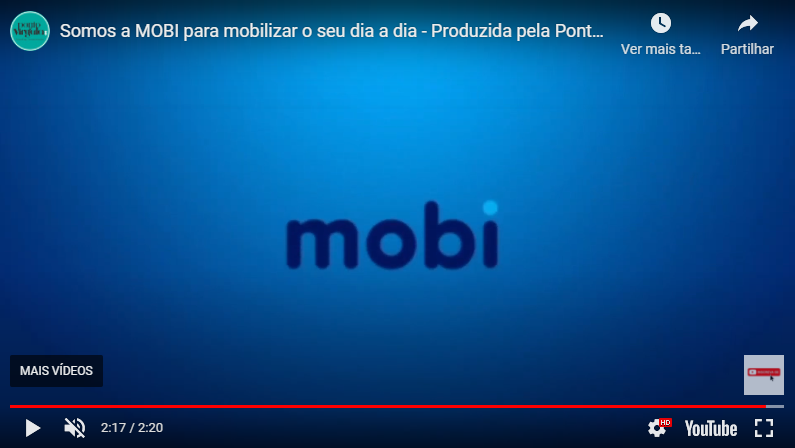 Somos a MOBI para mobilizar o seu dia a dia - Produzida pela Pont...
Ver mais ta...
Partilhar
mobi
MAIS VÍDEOS
2:17 / 2:20
HD
YouTube